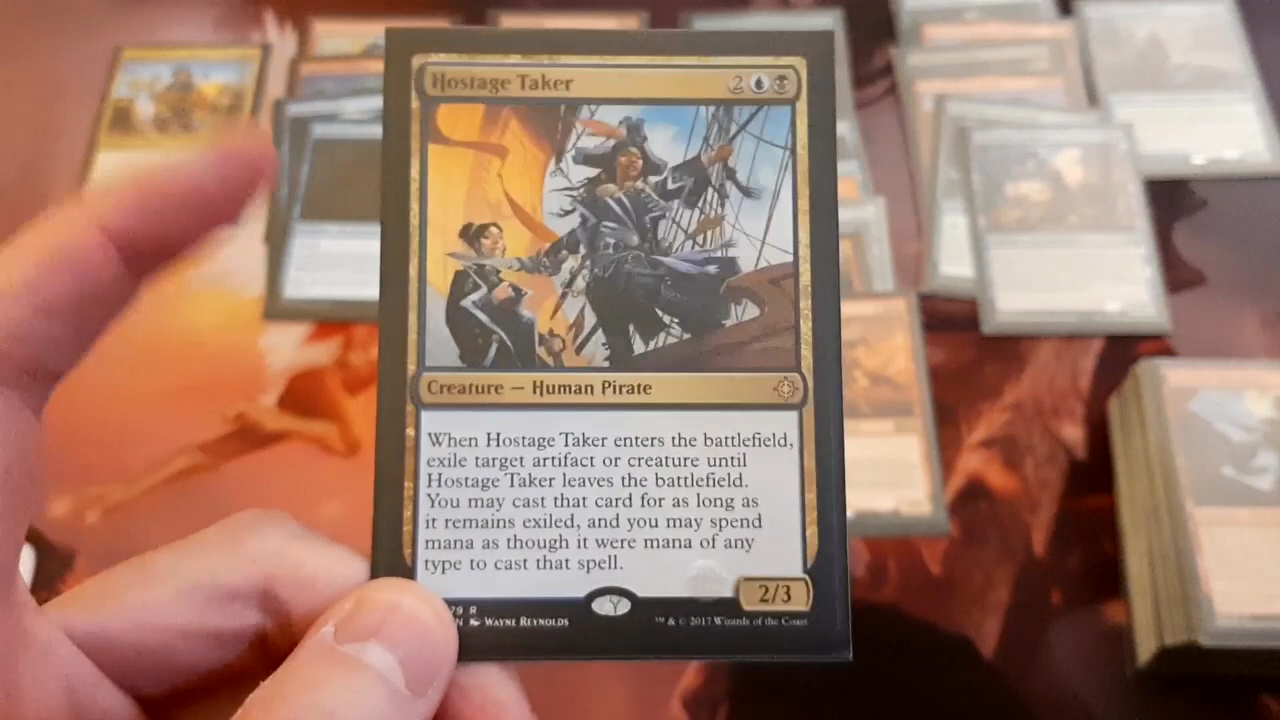 Hostage Taker 2
Creature — Human Pirate
When Hostage Taker enters the battlefield,
exile target artifact or creature until
Hostage Taker leaves the battlefield.
You may cast that card for as long as
it remains exiled, and you may spend
mana as though it were mana of any
type to cast that spell.
2/3
79 R
N Wayne Reynolds ™ & © 2017 Wizards of the Coast